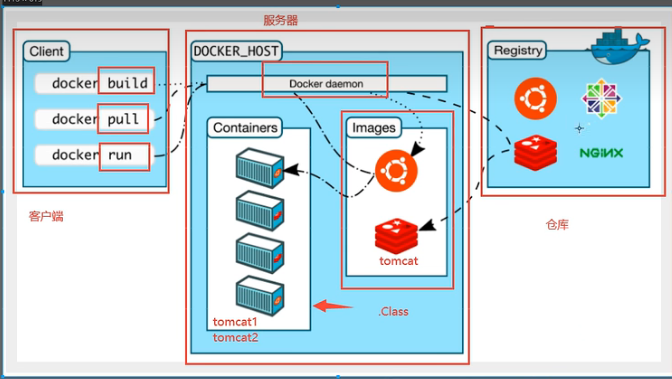 服务器
Client
docker build
docker pull
docker run
客户端
DOCKER_HOST
Docker daemon
Containers
tomcat1
tomcat2
Images
tomcat
.Class
Registry
NGINX
仓库